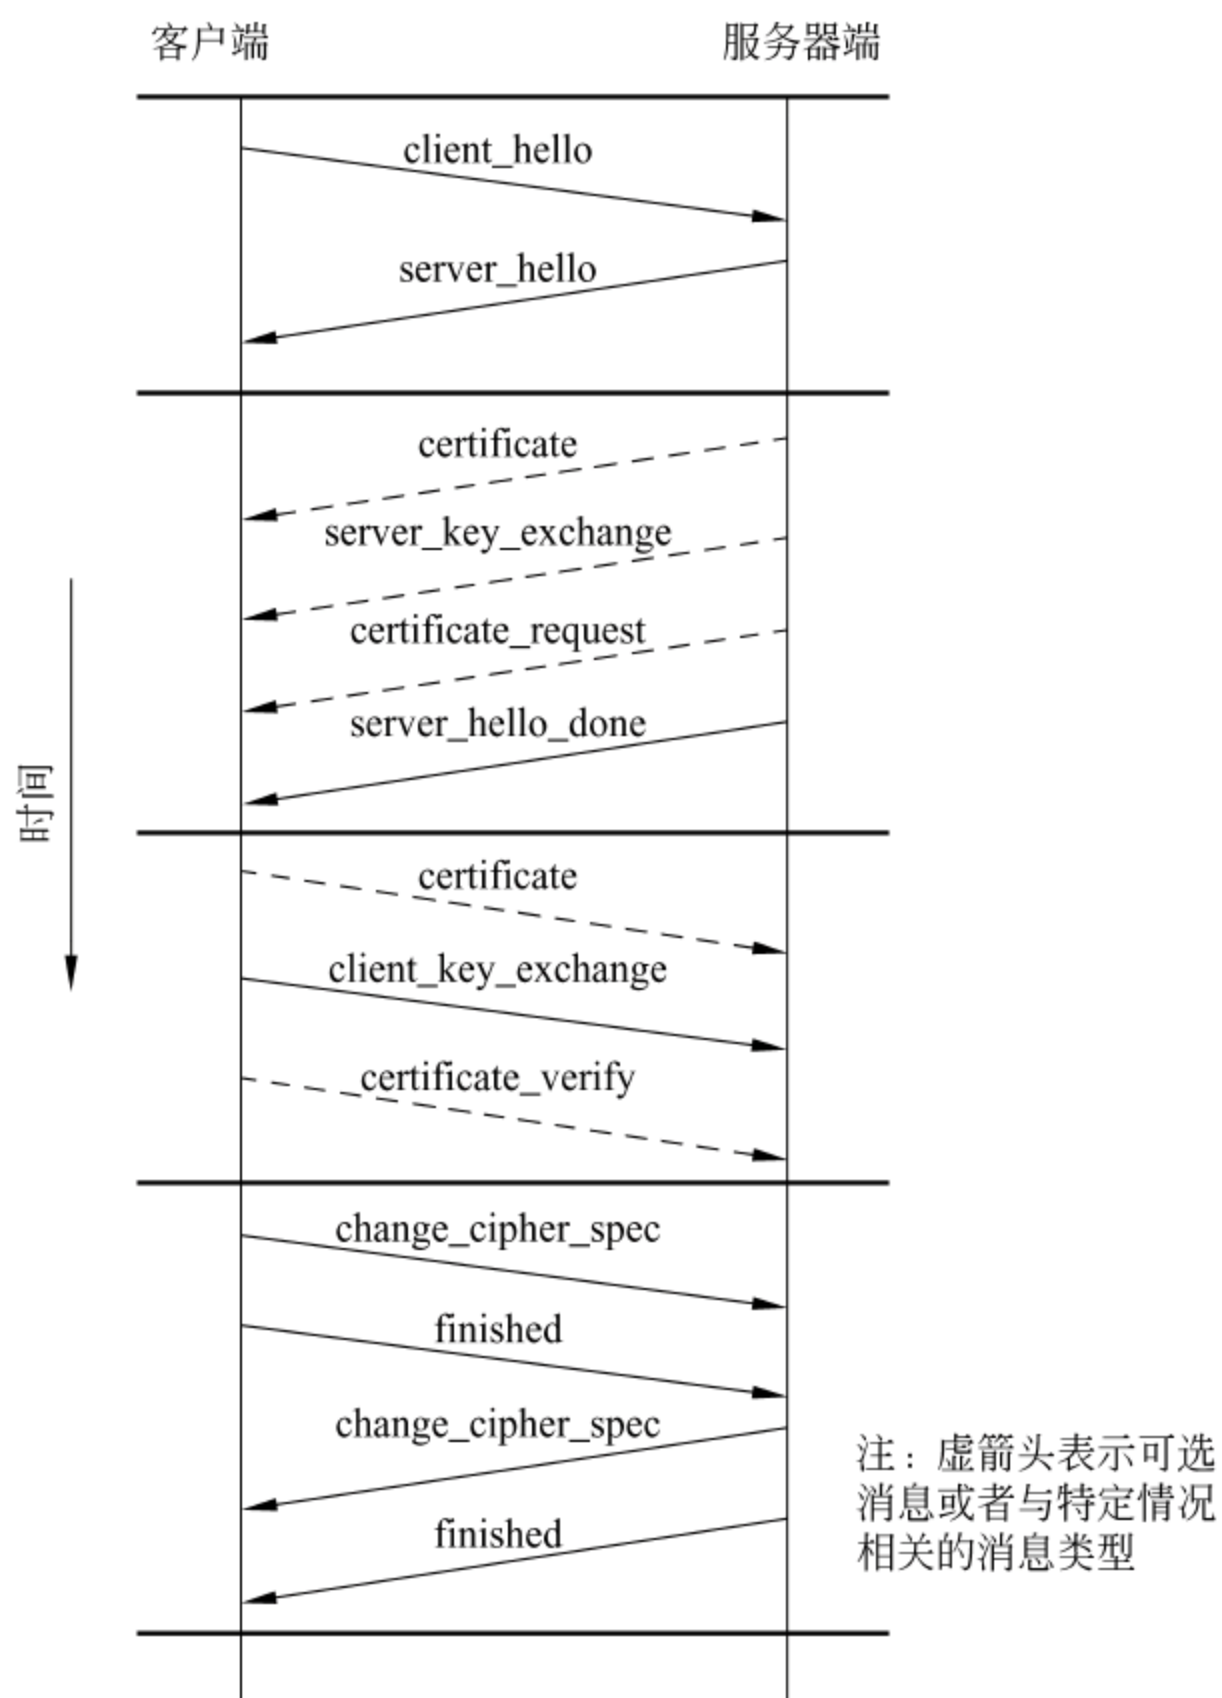 客户端
服务器端
client_hello
server_hello
certificate
server_key_exchange
certificate_request
server_hello_done
时间
certificate
client_key_exchange
certificate_verify
change_cipher_spec
finished
change_cipher_spec
finished
注：虚箭头表示可选
消息或者与特定情况
相关的消息类型